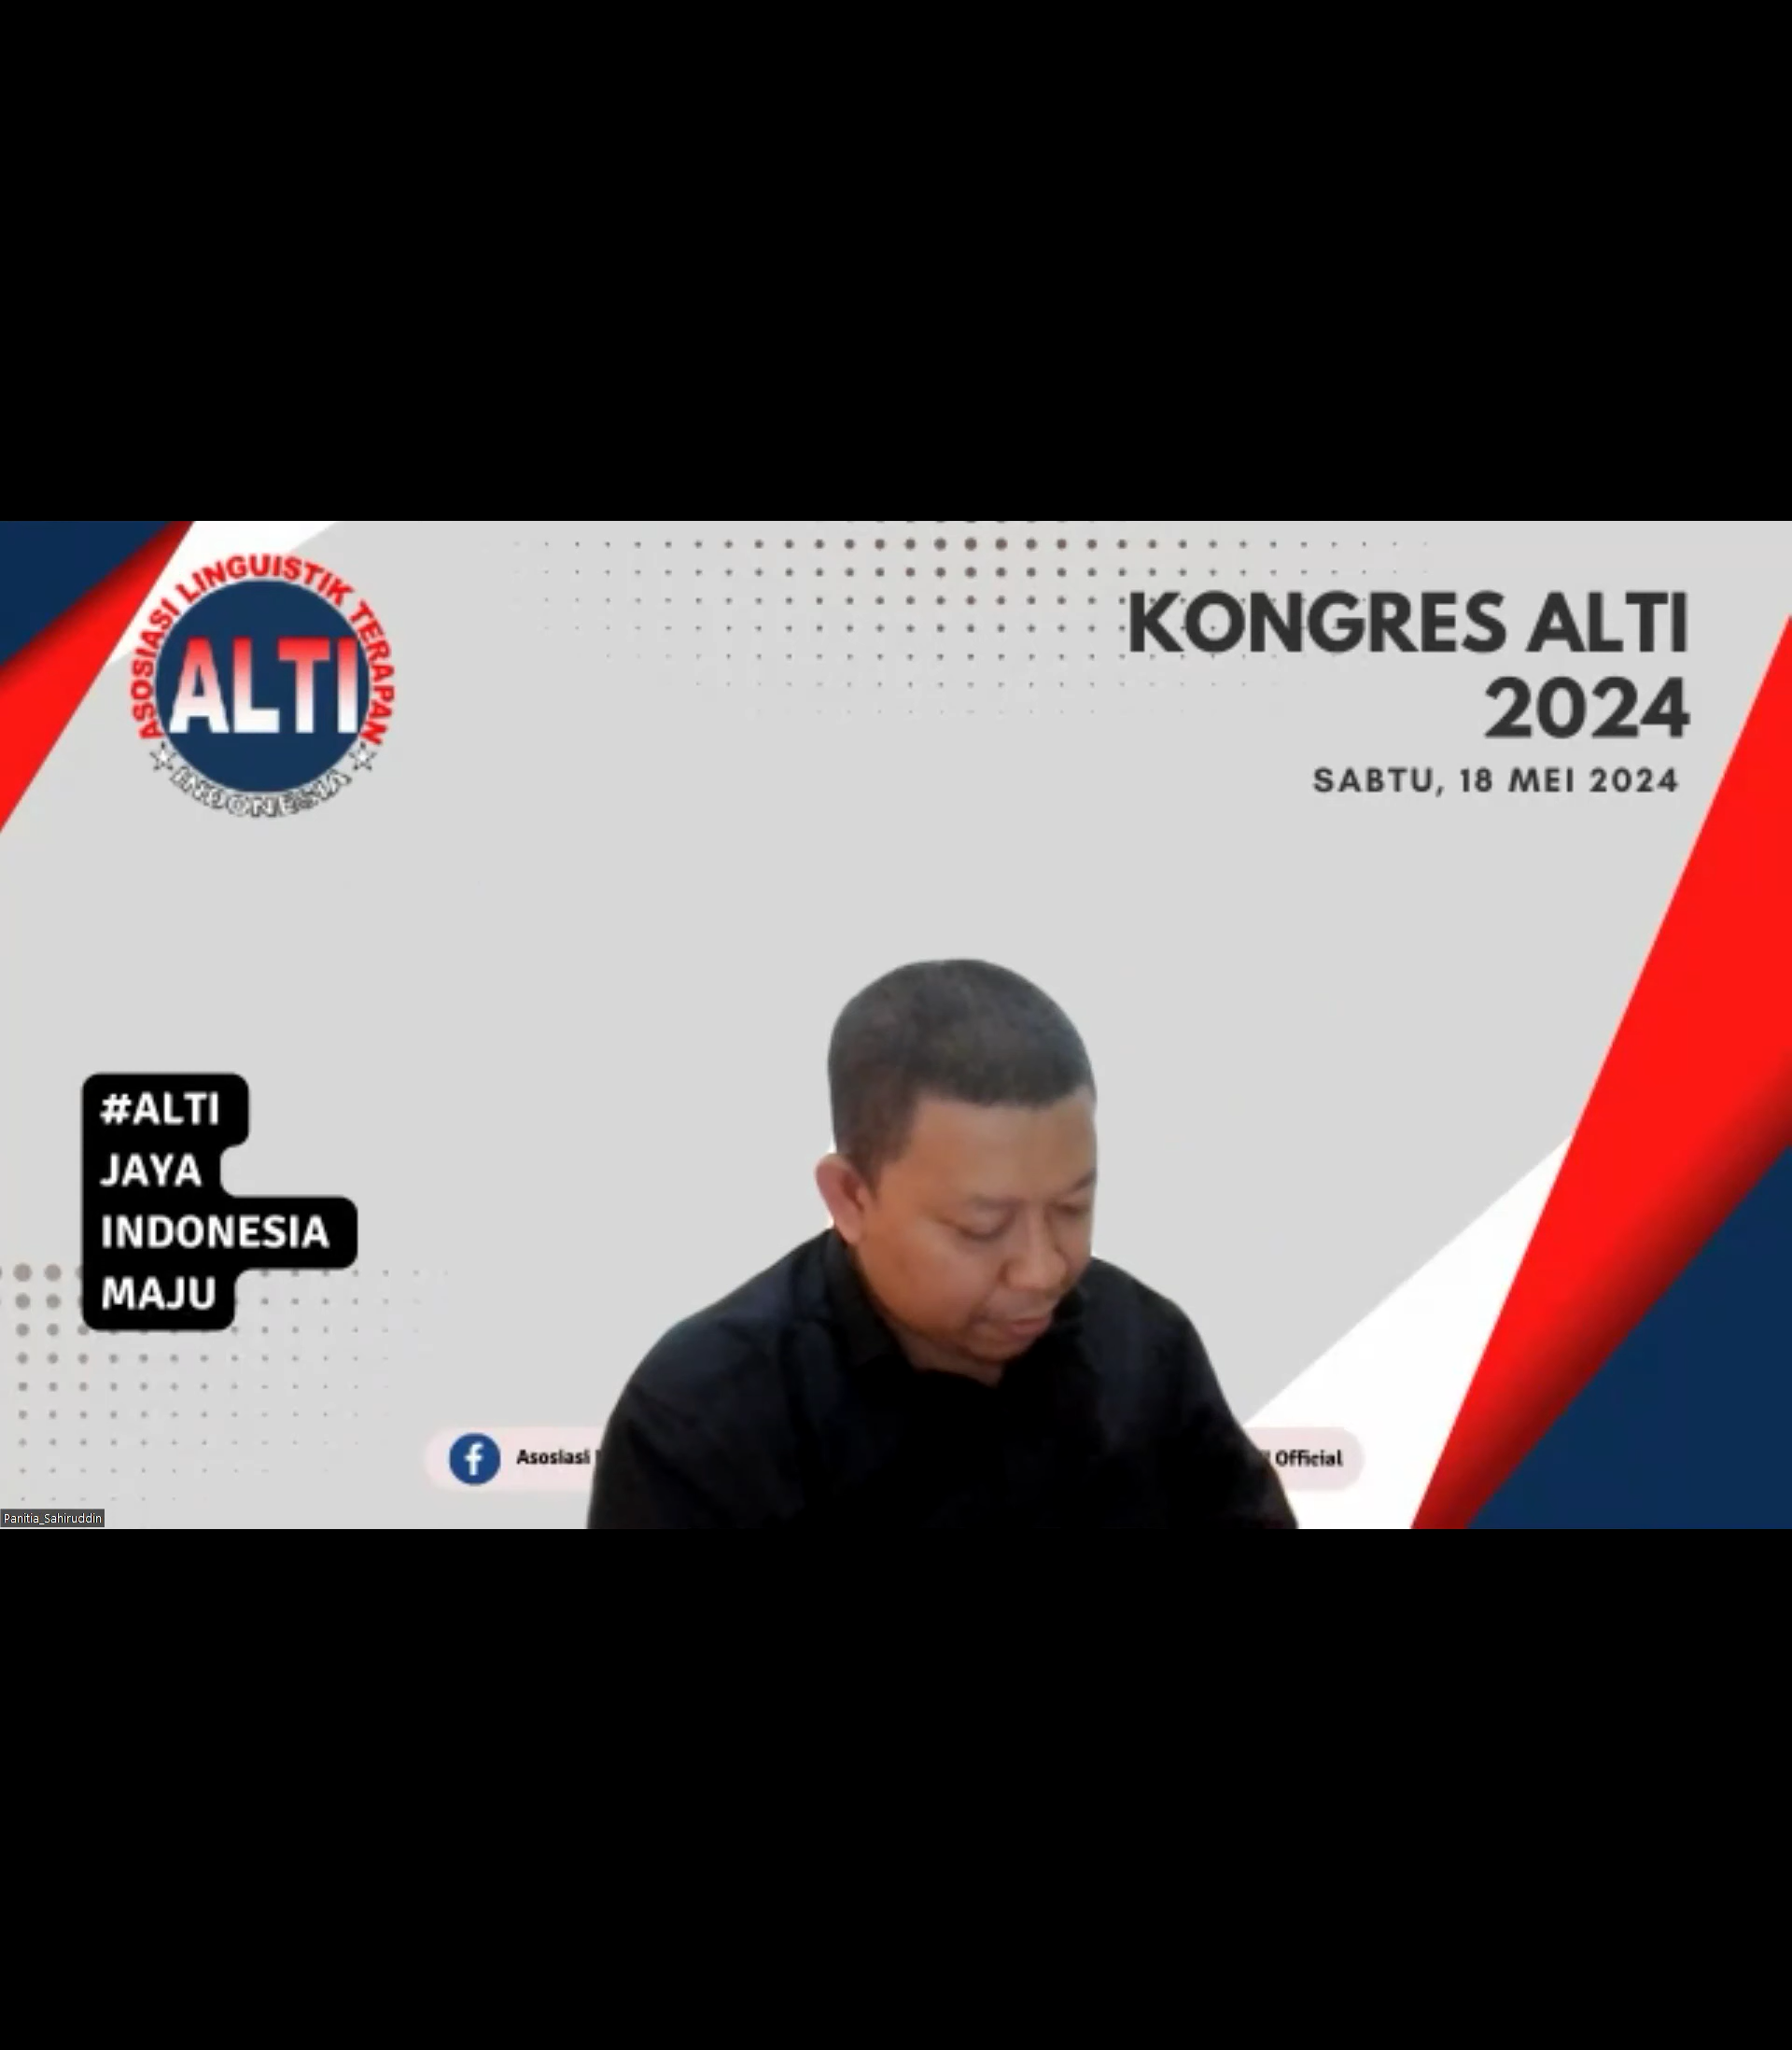 ASOSIASI LINGUISTIK TERAPAN
ALTI
INDONESIA
KONGRES ALTI
2024
SABTU, 18 MEI 2024
#ALTI
JAYA
INDONESIA
MAJU
Asosiasi
Official
Panitia_Sahiruddin